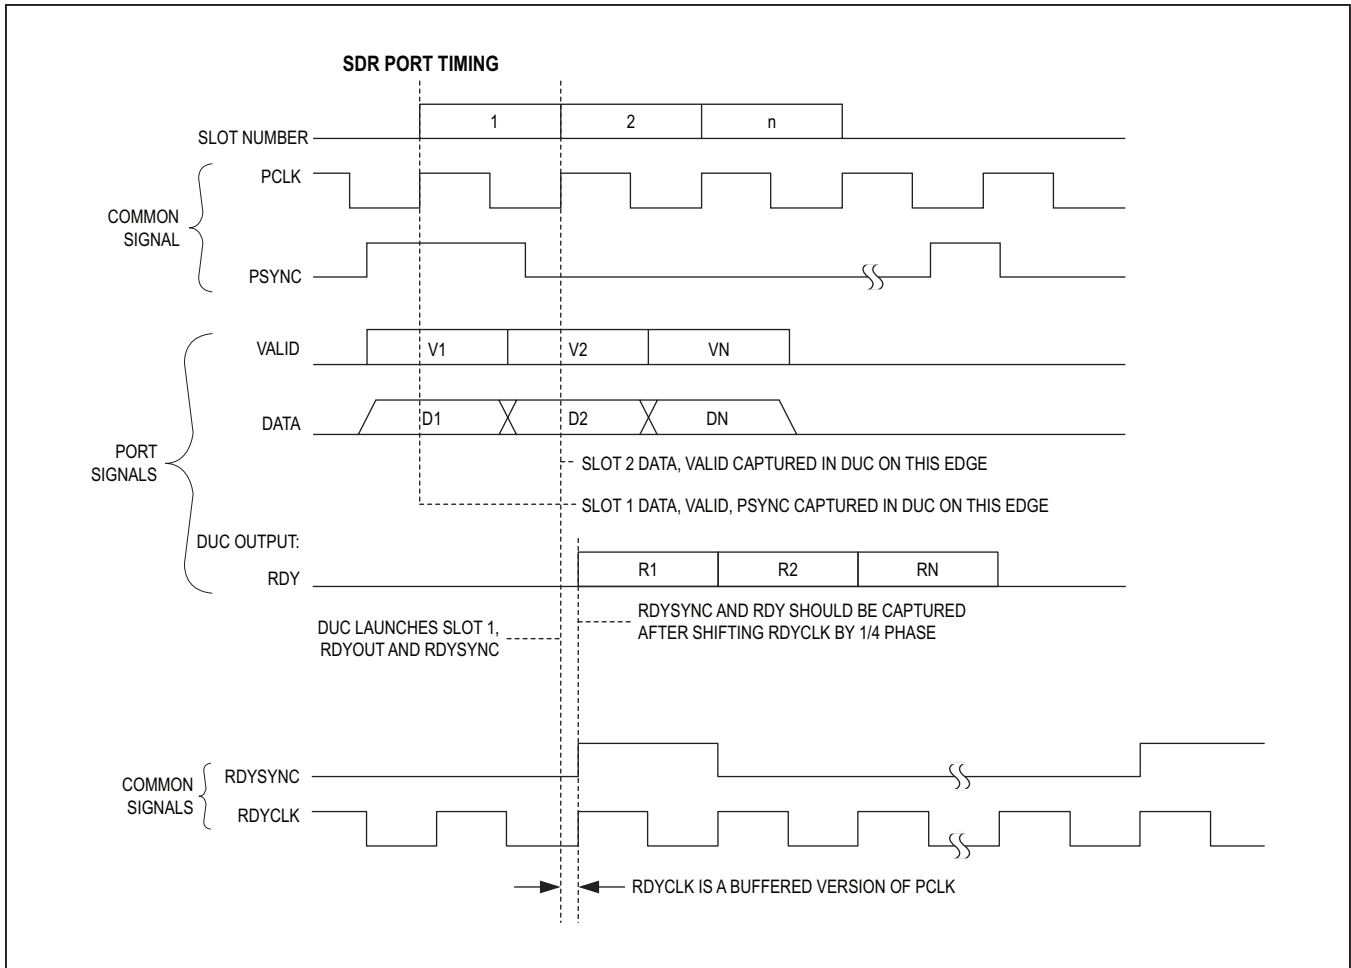 SDR PORT TIMING
SLOT NUMBER
1
2
n
PCLK
COMMON
SIGNAL
PSYNC
VALID
V1
V2
VN
DATA
D1
D2
DN
PORT
SIGNALS
SLOT 2 DATA, VALID CAPTURED IN DUC ON THIS EDGE
SLOT 1 DATA, VALID, PSYNC CAPTURED IN DUC ON THIS EDGE
DUC OUTPUT:
RDY
R1
R2
RN
DUC LAUNCHES SLOT 1,
RDYOUT AND RDYSYNC
RDYSYNC AND RDY SHOULD BE CAPTURED
AFTER SHIFTING RDYCLK BY 1/4 PHASE
COMMON
SIGNALS
RDYSYNC
RDYCLK
RDYCLK IS A BUFFERED VERSION OF PCLK